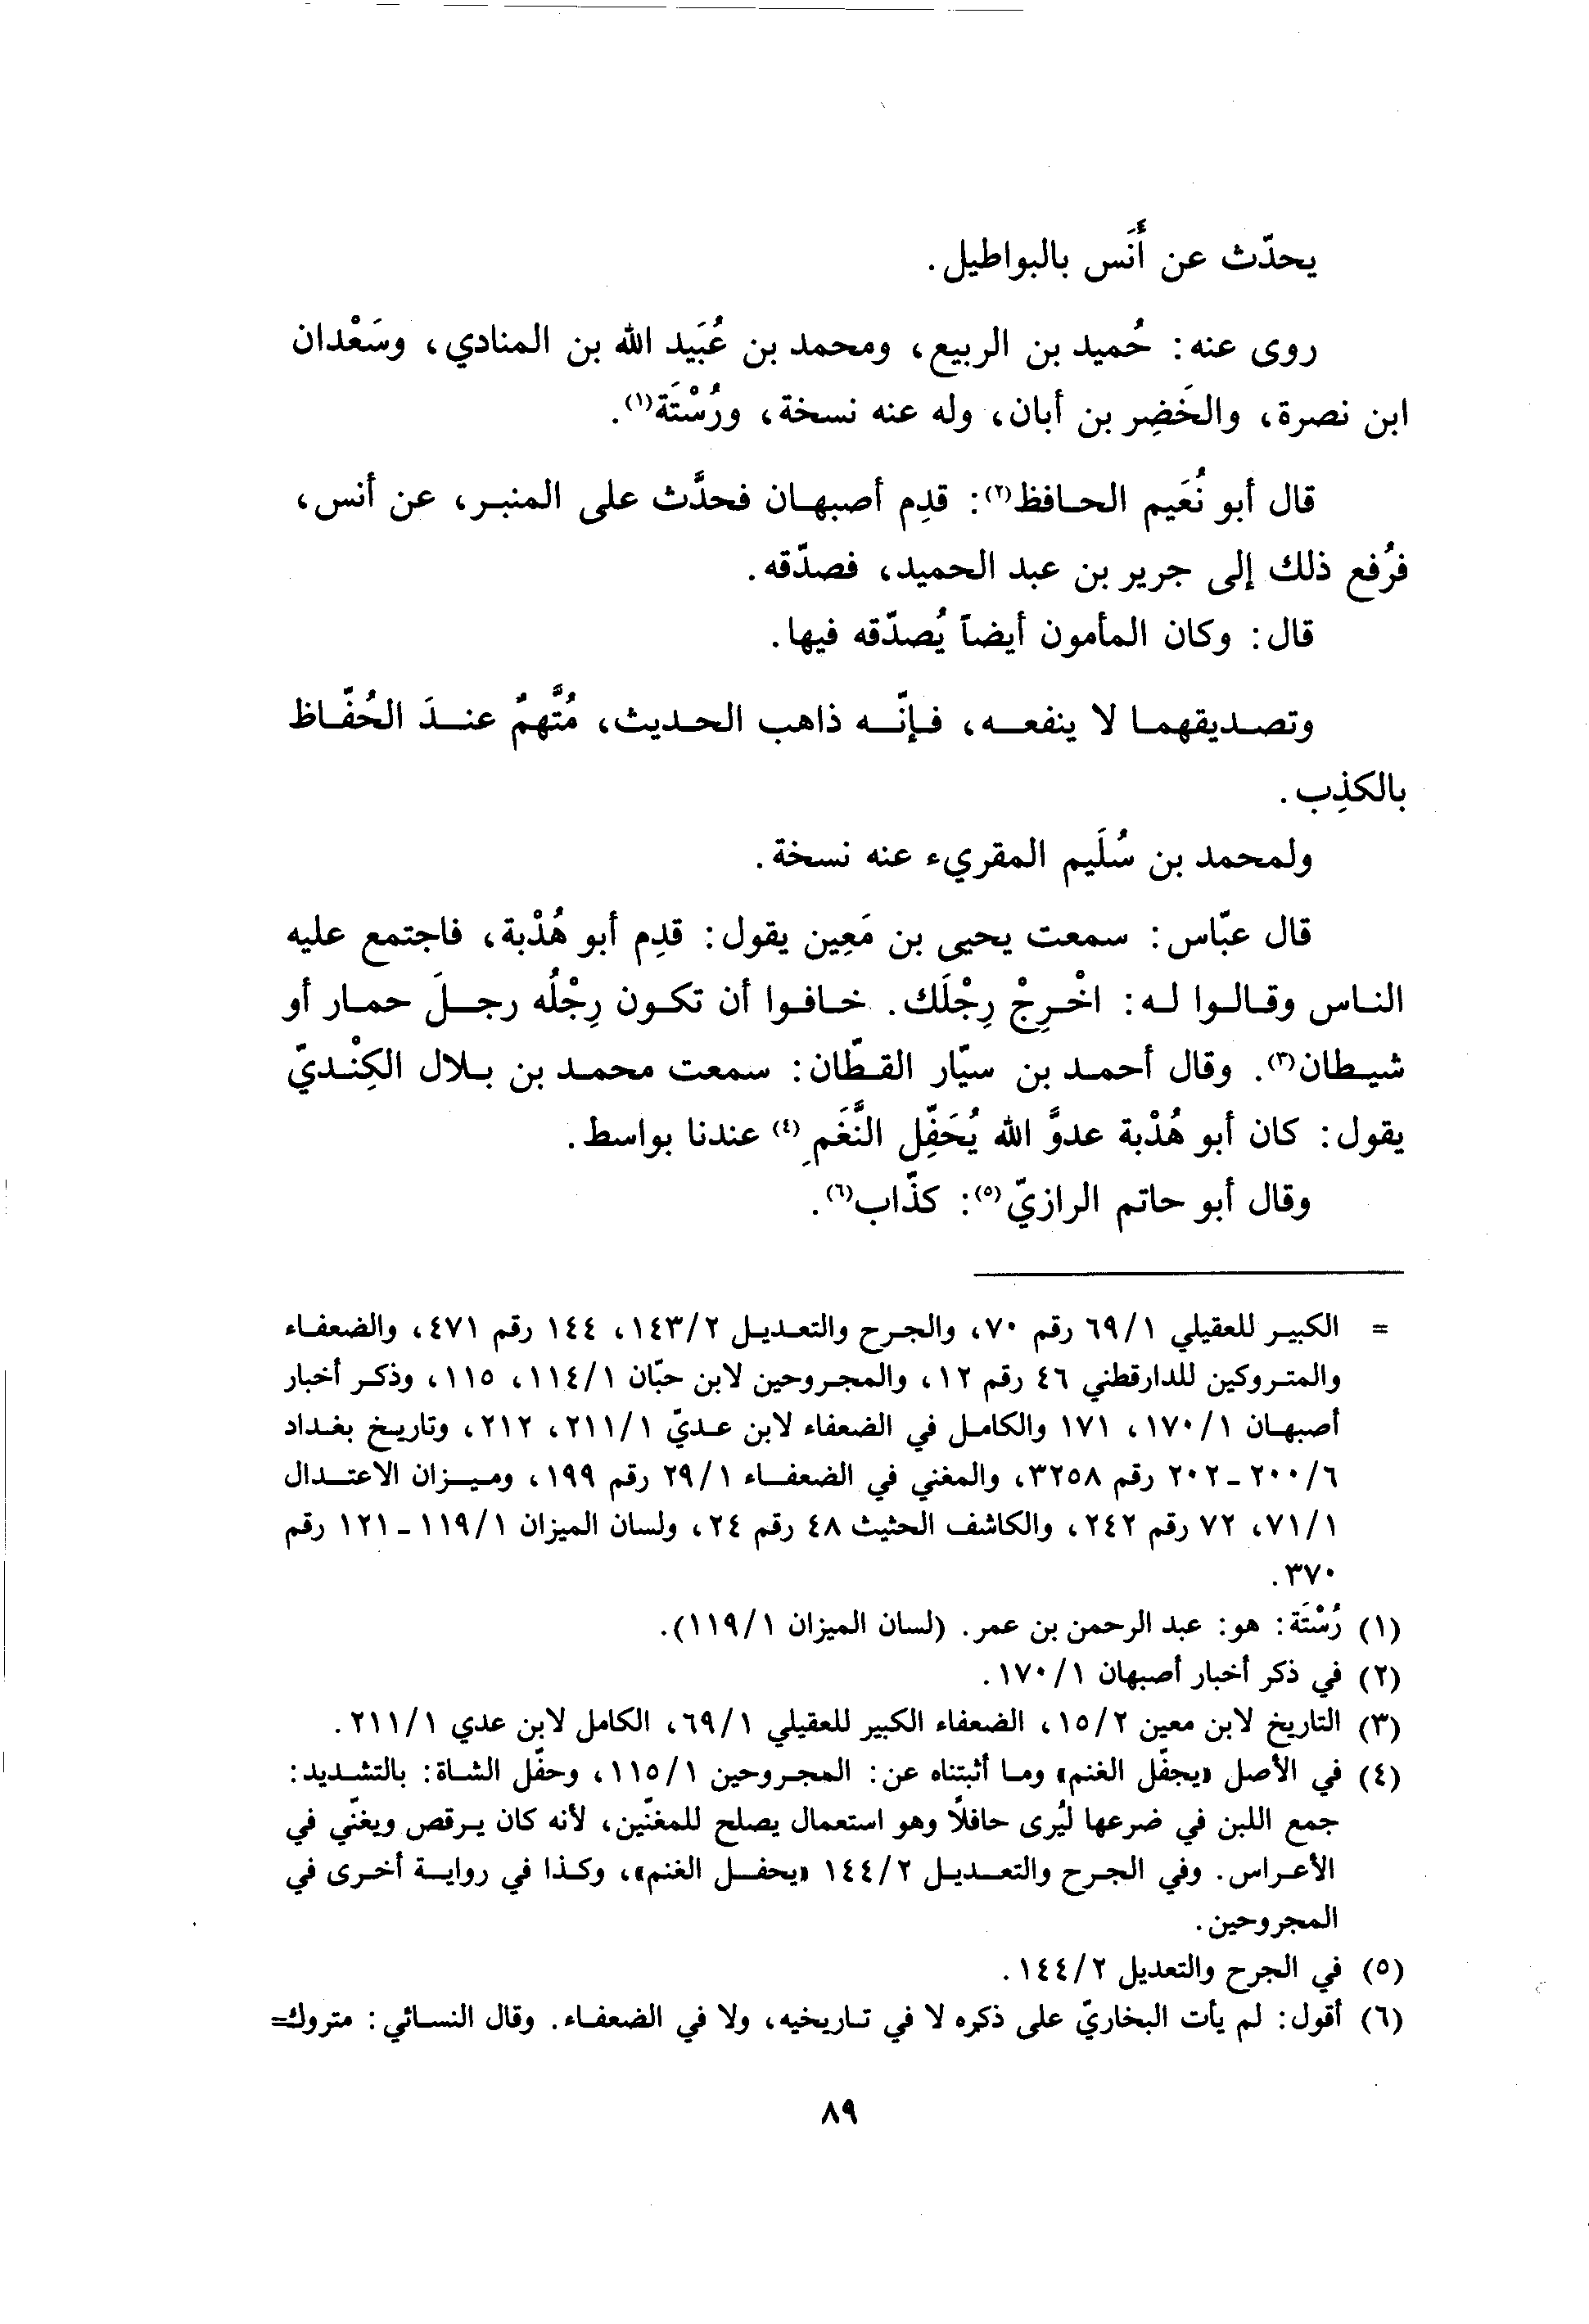 يحدّث عن أَنَس بالبواطيل.
روى عنه: حُميد بن الربيع، ومحمد بن عُبَيد الله بن المنادي، وسَعْدان
ابن نصرة، والخَضِر بن أبان، وله عنه نسخة، ورُسْتَة(١).
قال أبو نُعَيم الحافظ(٢): قدِم أصبهان فحدَّث على المنبر، عن أنس،
فرُفع ذلك إلى جرير بن عبد الحميد، فصدّقه.
قال: وكان المأمون أيضاً يُصدّقه فيها.
وتصديقهما لا ينفعه، فإنّه ذاهب الحديث، مُتَّهمٌ عندَ الحُفّاظ
بالكذِب.
ولمحمد بن سُلَيم المقريء عنه نسخة.
قال عبّاس: سمعت يحيى بن مَعِين يقول: قدِم أبو هُدْبة، فاجتمع عليه
الناس وقالوا له: اخْرِجْ رِجْلَك. خافوا أن تكون رِجْلُه رجلَ حمار أو
شيطان(٣). وقال أحمد بن سيّار القطّان: سمعت محمد بن بلال الكِنْديّ
يقول: كان أبو هُدْبة عدوَّ الله يُحَفِّل النَّغَمِ(٤) عندنا بواسط.
وقال أبو حاتم الرازيّ(٥): كذّاب(٦).
= الكبير للعقيلي ٦٩/١ رقم ٧٠، والجرح والتعديل ١٤٣/٢، ١٤٤ رقم ٤٧١، والضعفاء
والمتروكين للدارقطني ٤٦ رقم ١٢، والمجروحين لابن حبّان ١١٤/١، ١١٥، وذكر أخبار
أصبهان ١٧٠/١، ١٧١ والكامل في الضعفاء لابن عديّ ٢١١/١، ٢١٢، وتاريخ بغداد
٢٠٠/٦ - ٢٠٢ رقم ٣٢٥٨، والمغني في الضعفاء ٢٩/١ رقم ١٩٩، وميزان الاعتدال
٧١/١، ٧٢ رقم ٢٤٢، والكاشف الحثيث ٤٨ رقم ٢٤، ولسان الميزان ١١٩/١ - ١٢١ رقم
٣٧٠.
(١) رُسْتَة: هو: عبد الرحمن بن عمر. (لسان الميزان ١١٩/١).
(٢) في ذكر أخبار أصبهان ١٧٠/١.
(٣) التاريخ لابن معين ١٥/٢، الضعفاء الكبير للعقيلي ٦٩/١، الكامل لابن عدي ٢١١/١.
(٤) في الأصل «يجفّل الغنم» وما أثبتناه عن: المجروحين ١١٥/١، وحفّل الشاة: بالتشديد:
جمع اللبن في ضرعها ليُرى حافلاً وهو استعمال يصلح للمغنّين، لأنه كان يرقص ويغنّي في
الأعراس. وفي الجرح والتعديل ١٤٤/٢ «يحفل الغنم»، وكذا في رواية أخرى في
المجروحين.
(٥) في الجرح والتعديل ١٤٤/٢.
(٦) أقول: لم يأت البخاريّ على ذكره لا في تاريخيه، ولا في الضعفاء. وقال النسائي: متروك=
٨٩